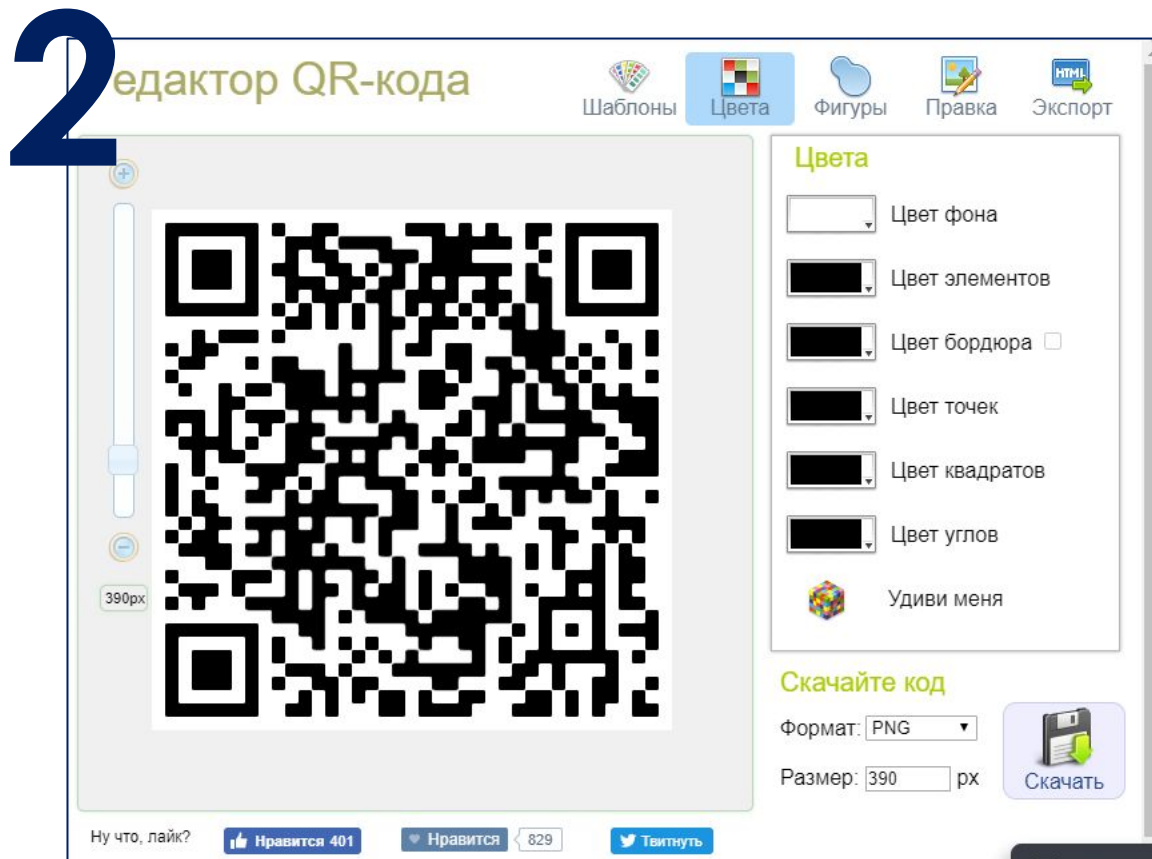 2
едактор QR-кода
Шаблоны
Цвета
Фигуры
Правка
HTML
Экспорт
Цвета
Цвет фона
Цвет элементов
Цвет бордюра
Цвет точек
Цвет квадратов
Цвет углов
390px
Удиви меня
Скачайте код
Формат: PNG
Размер: 390 px
Скачать
Ну что, лайк?
Нравится 401
Нравится 829
Твитнуть